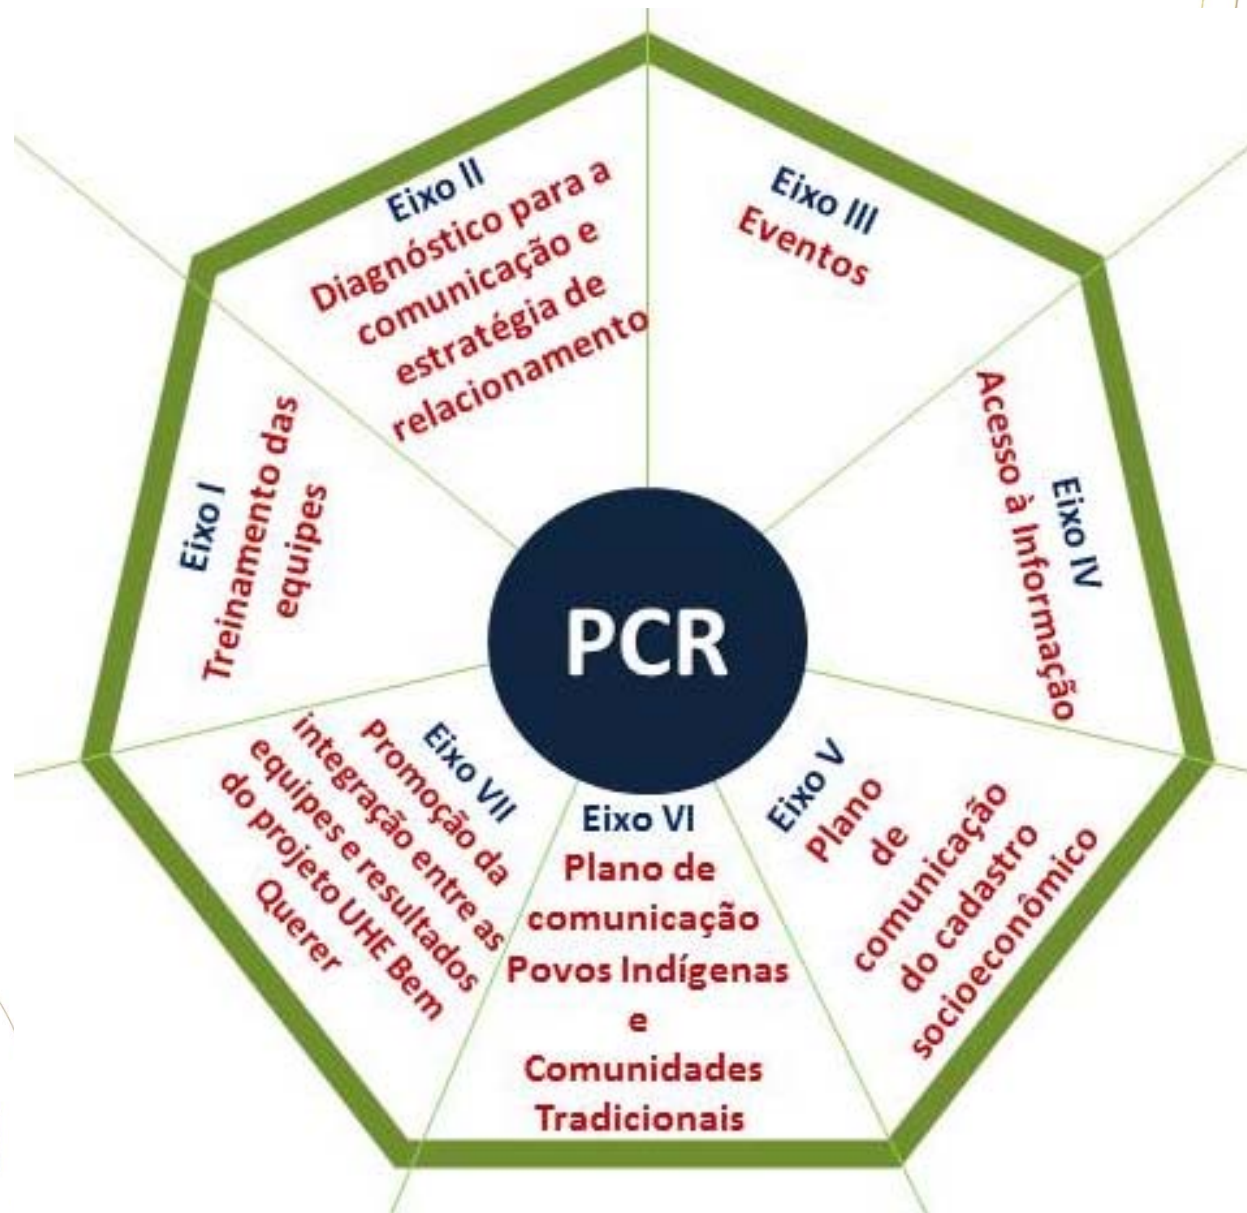 Eixo I
Treinamento das
equipes
Eixo II
Diagnóstico para a
comunicação e
estratégia de
relacionamento
Eixo III
Eventos
Eixo IV
Acesso à Informação
Eixo V
Plano
de
comunicação
do cadastro
socioeconômico
Eixo VI
Plano de
comunicação
Povos Indígenas
e
Comunidades
Tradicionais
Eixo VII
Promoção da
integração entre as
equipes e resultados
do projeto UHE Bem
Querer
PCR